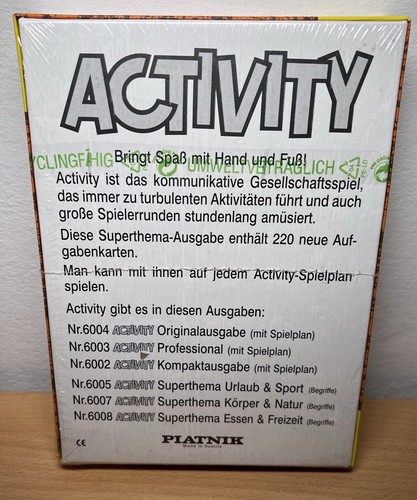 ACTIVITY
Bringt Spaß mit Hand und Fuß!
YCLINGFÄHIG UMWELTVERTRÄGLICH
Activity ist das kommunikative Gesellschaftsspiel,
das immer zu turbulenten Aktivitäten führt und auch
große Spielerrunden stundenlang amüsiert.
Diese Superthema-Ausgabe enthält 220 neue Auf-
gabenkarten.
Man kann mit ihnen auf jedem Activity-Spielplan
spielen.
Activity gibt es in diesen Ausgaben:
Nr.6004 ACTIVITY Originalausgabe (mit Spielplan)
Nr.6003 ACTIVITY Professional (mit Spielplan)
Nr.6002 ACTIVITY Kompaktausgabe (mit Spielplan)
Nr.6005 ACTIVITY Superthema Urlaub & Sport (Begriffe)
Nr.6007 ACTIVITY Superthema Körper & Natur (Begriffe)
Nr.6008 ACTIVITY Superthema Essen & Freizeit (Begriffe)
CE PIATNIK
Made in Austria